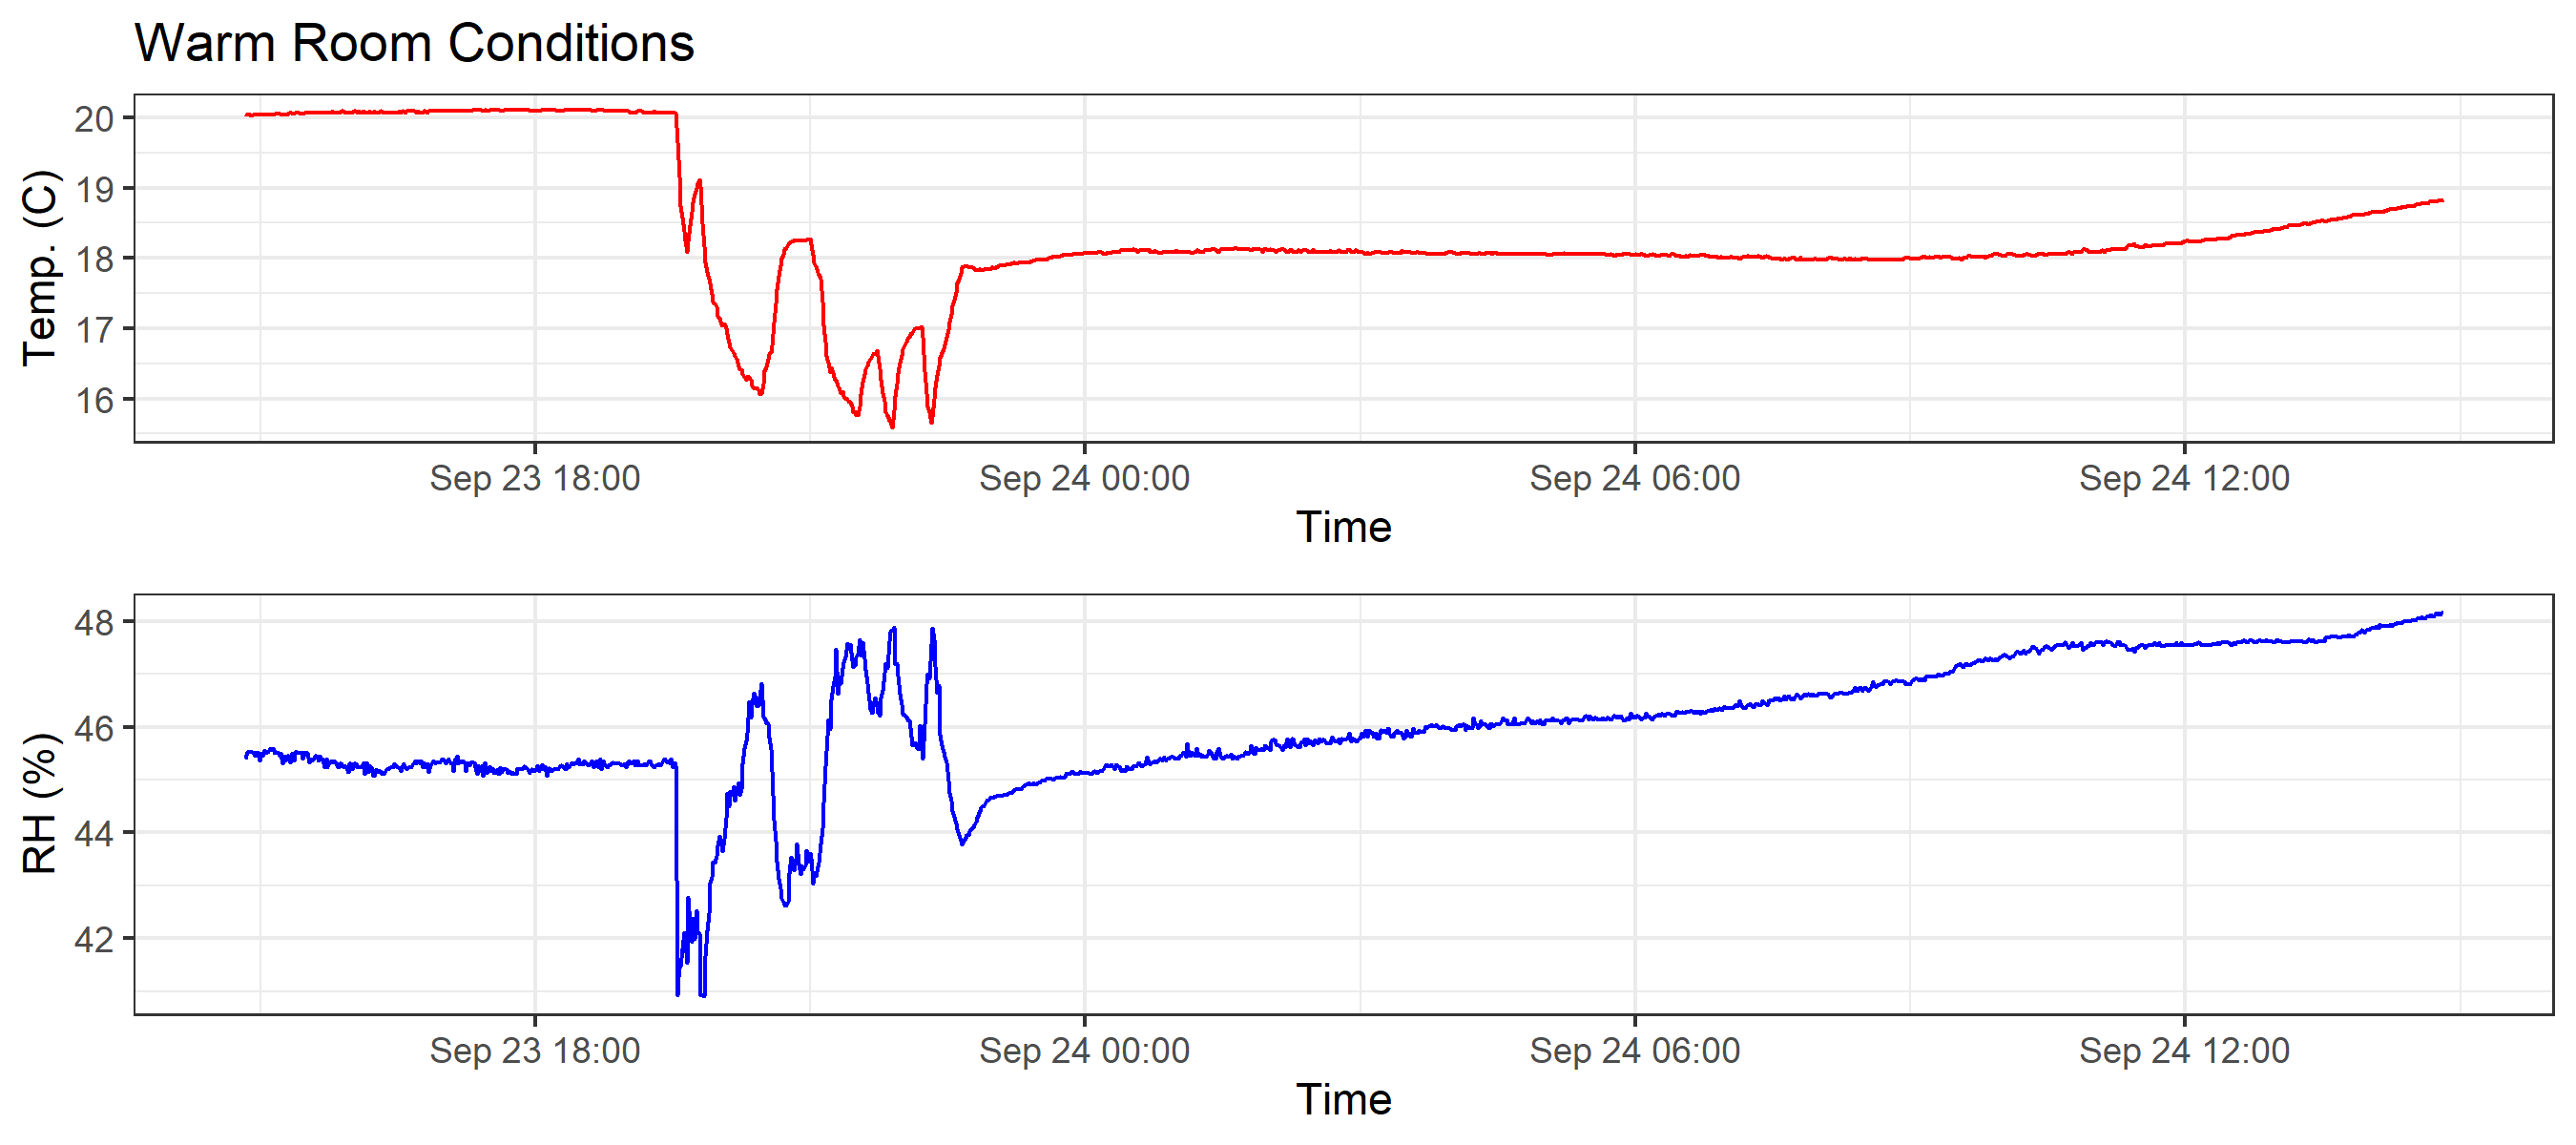 Warm Room Conditions
Temp. (C)
20
19
18
17
16
Sep 23 18:00 Sep 24 00:00 Sep 24 06:00 Sep 24 12:00
Time
RH (%)
48
46
44
42
Sep 23 18:00 Sep 24 00:00 Sep 24 06:00 Sep 24 12:00
Time